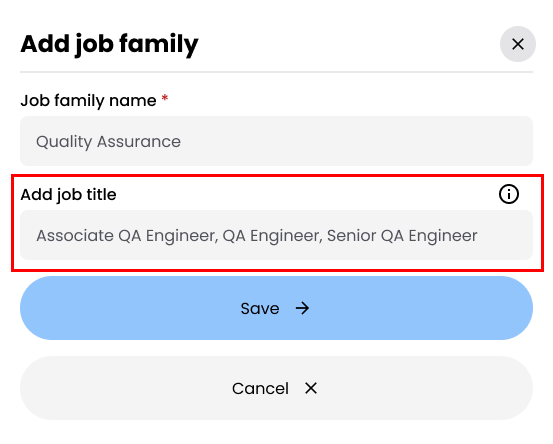 Add job family
Job family name *
Quality Assurance
Add job title
Associate QA Engineer, QA Engineer, Senior QA Engineer
Save
Cancel